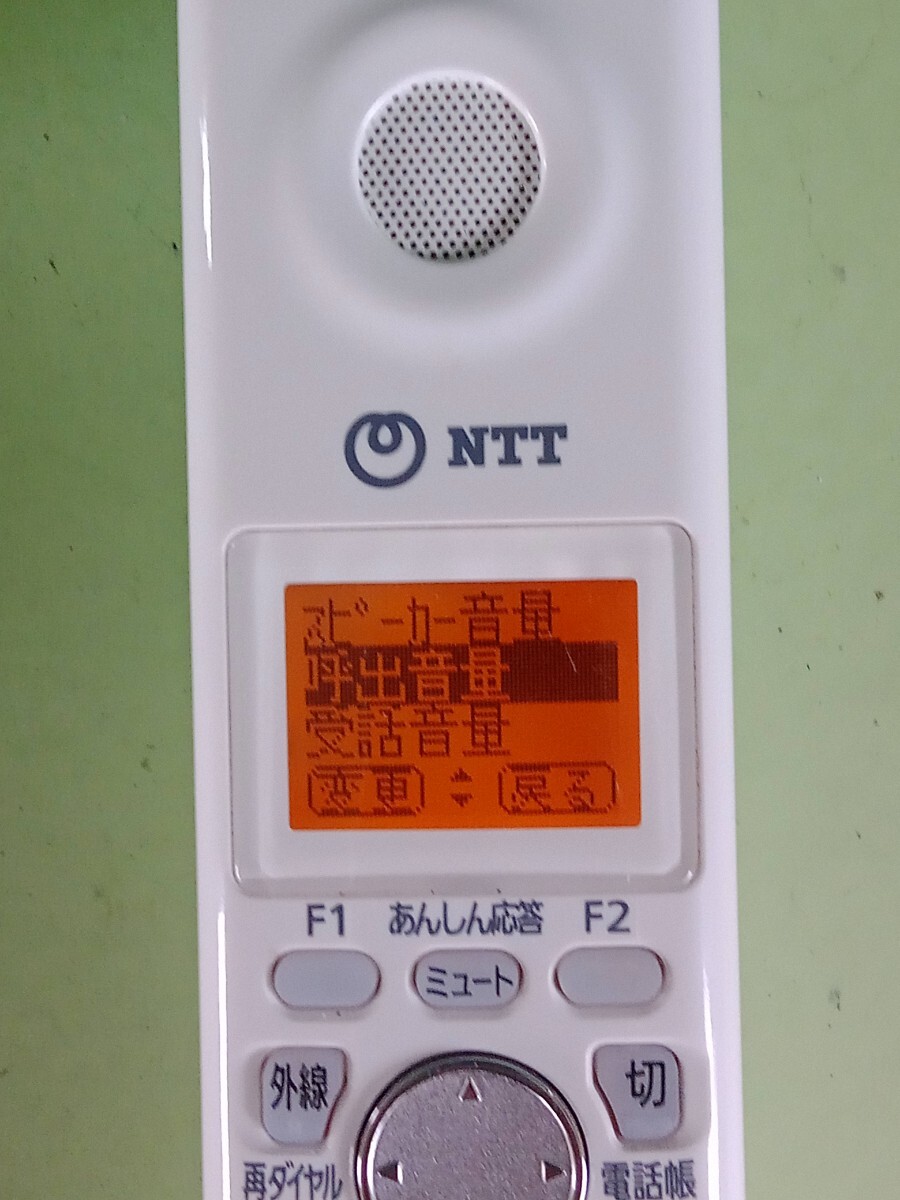 NTT
スピーカー音量
呼出音量
受話音量
変更 戻る
F1 あんしん応答 F2
ミュート
外線 切
再ダイヤル 電話帳